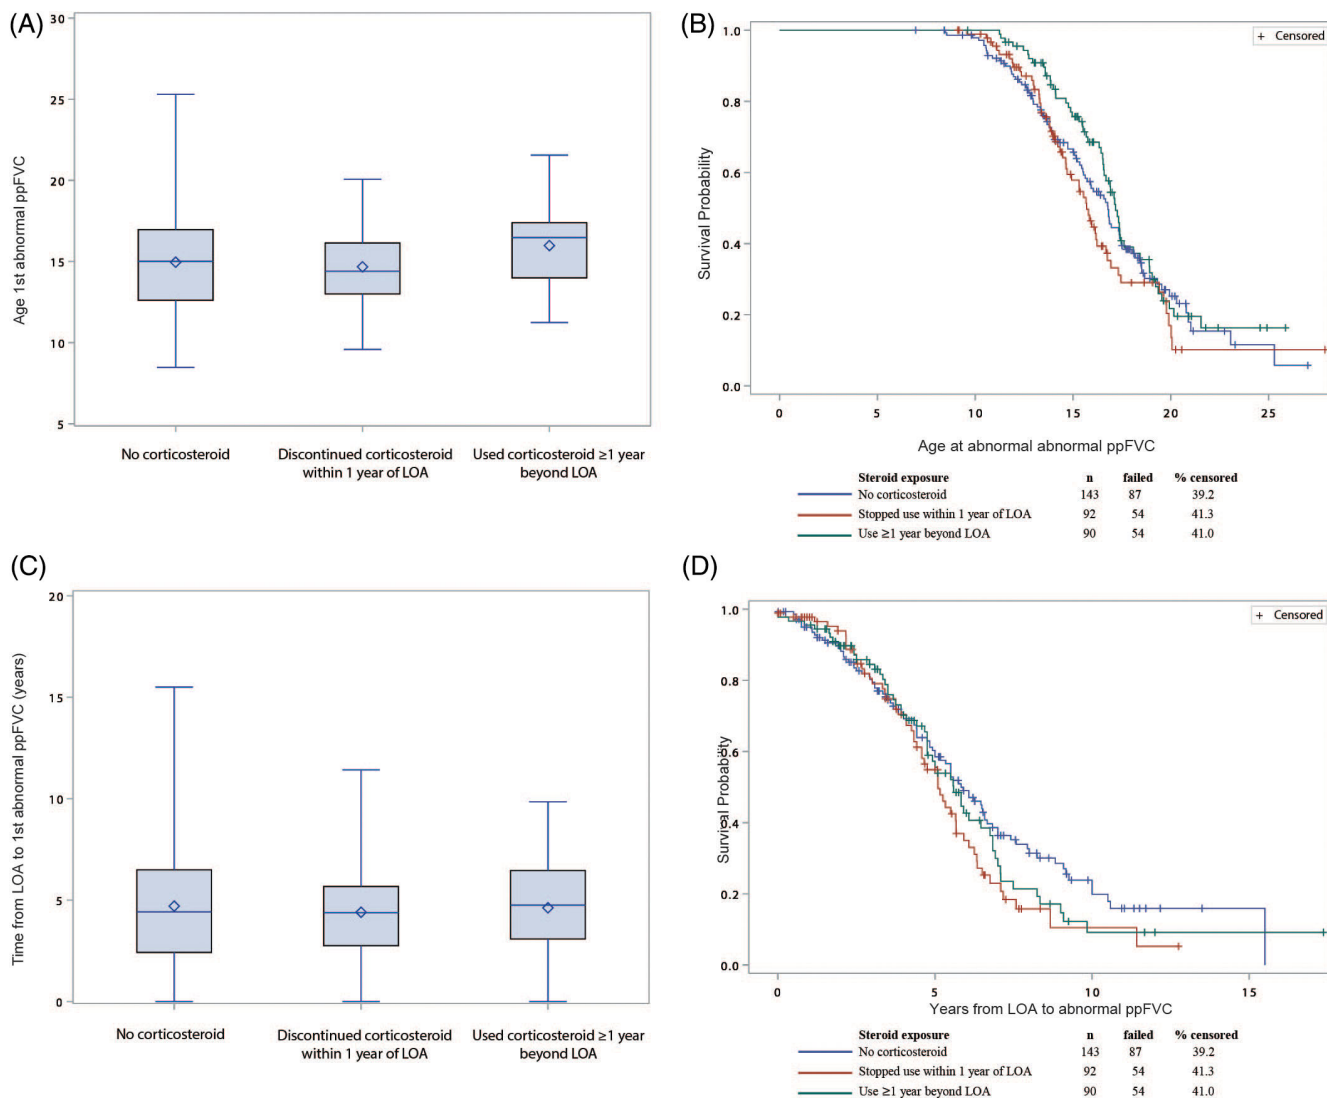 (A)
30
25
20
15
10
5
Age 1st abnormal ppFVC
No corticosteroid
Discontinued corticosteroid
within 1 year of LOA
Used corticosteroid ≥1 year
beyond LOA
(B)
+ Censored
1.0
0.8
0.6
0.4
0.2
0.0
Survival Probability
0 5 10 15 20 25
Age at abnormal abnormal ppFVC
Steroid exposure n failed % censored
No corticosteroid 143 87 39.2
Stopped use within 1 year of LOA 92 54 41.3
Use ≥1 year beyond LOA 90 54 41.0
(C)
20
15
10
5
0
Time from LOA to 1st abnormal ppFVC (years)
No corticosteroid
Discontinued corticosteroid
within 1 year of LOA
Used corticosteroid ≥1 year
beyond LOA
(D)
+ Censored
1.0
0.8
0.6
0.4
0.2
0.0
Survival Probability
0 5 10 15
Years from LOA to abnormal ppFVC
Steroid exposure n failed % censored
No corticosteroid 143 87 39.2
Stopped use within 1 year of LOA 92 54 41.3
Use ≥1 year beyond LOA 90 54 41.0